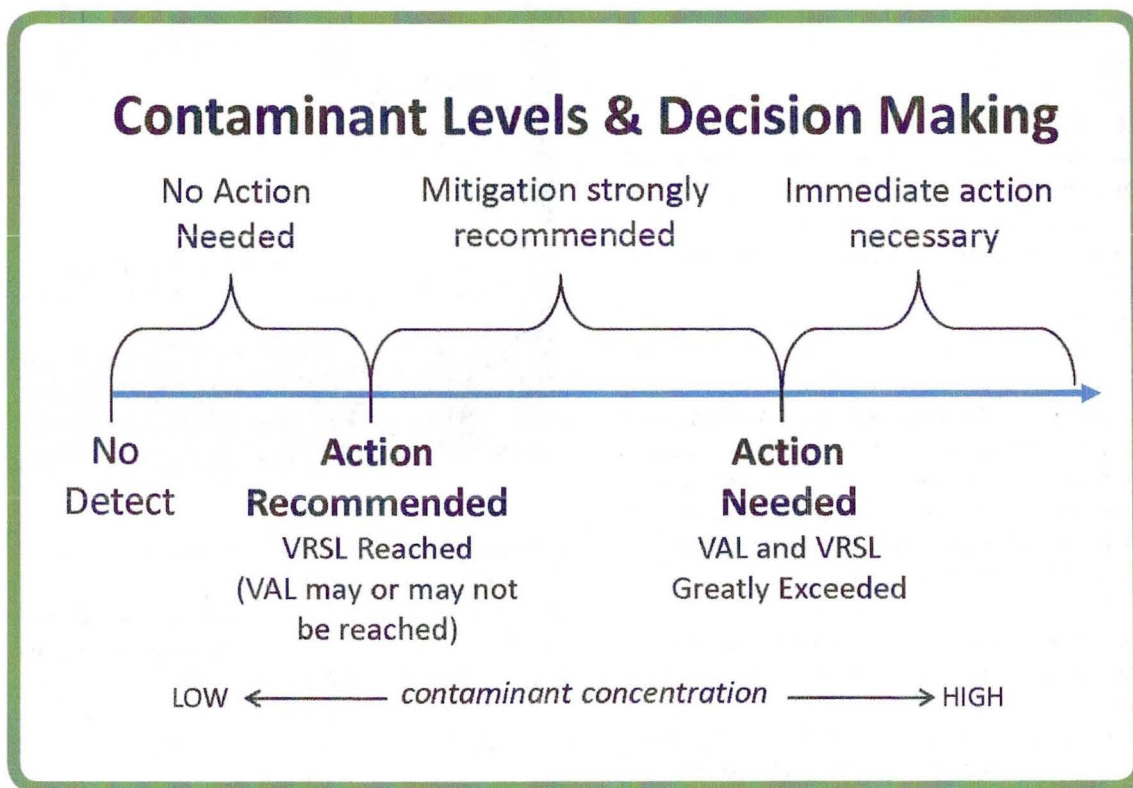 Contaminant Levels & Decision Making
No Action
Needed
Mitigation strongly
recommended
Immediate action
necessary
No
Detect
Action
Recommended
VRSL Reached
(VAL may or may not
be reached)
Action
Needed
VAL and VRSL
Greatly Exceeded
LOW contaminant concentration HIGH